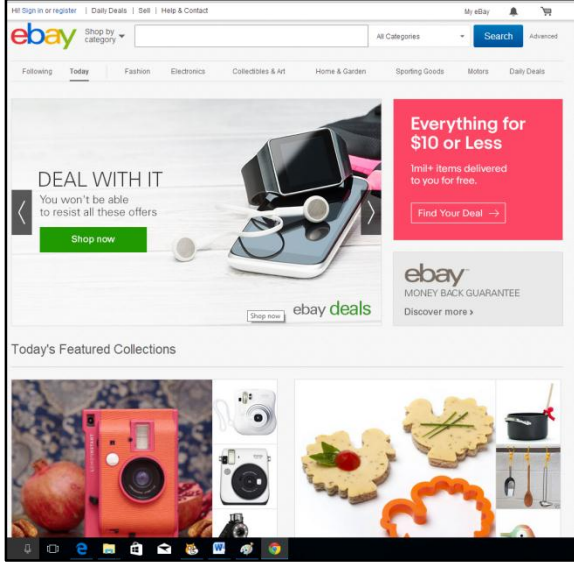 Hi! Sign in or register | Daily Deals | Sell | Help & Contact
My eBay
ebay
Shop by
category
All Categories
Search
Advanced
Following
Today
Fashion
Electronics
Collectibles & Art
Home & Garden
Sporting Goods
Motors
Daily Deals
DEAL WITH IT
You won't be able
to resist all these offers
Shop now
Shop now
ebay deals
Everything for
$10 or Less
1mil+ items delivered
to you for free.
Find Your Deal →
ebay
MONEY BACK GUARANTEE
Discover more ›
Today's Featured Collections